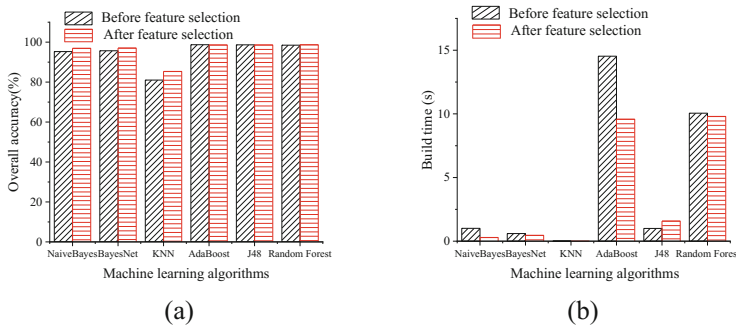 Before feature selection
After feature selection
100
80
60
40
20
0
Overall accuracy(%)
NaiveBayes BayesNet KNN AdaBoost J48 Random Forest
Machine learning algorithms
(a)
Before feature selection
After feature selection
15
10
5
0
Build time (s)
NaiveBayes BayesNet KNN AdaBoost J48 Random Forest
Machine learning algorithms
(b)